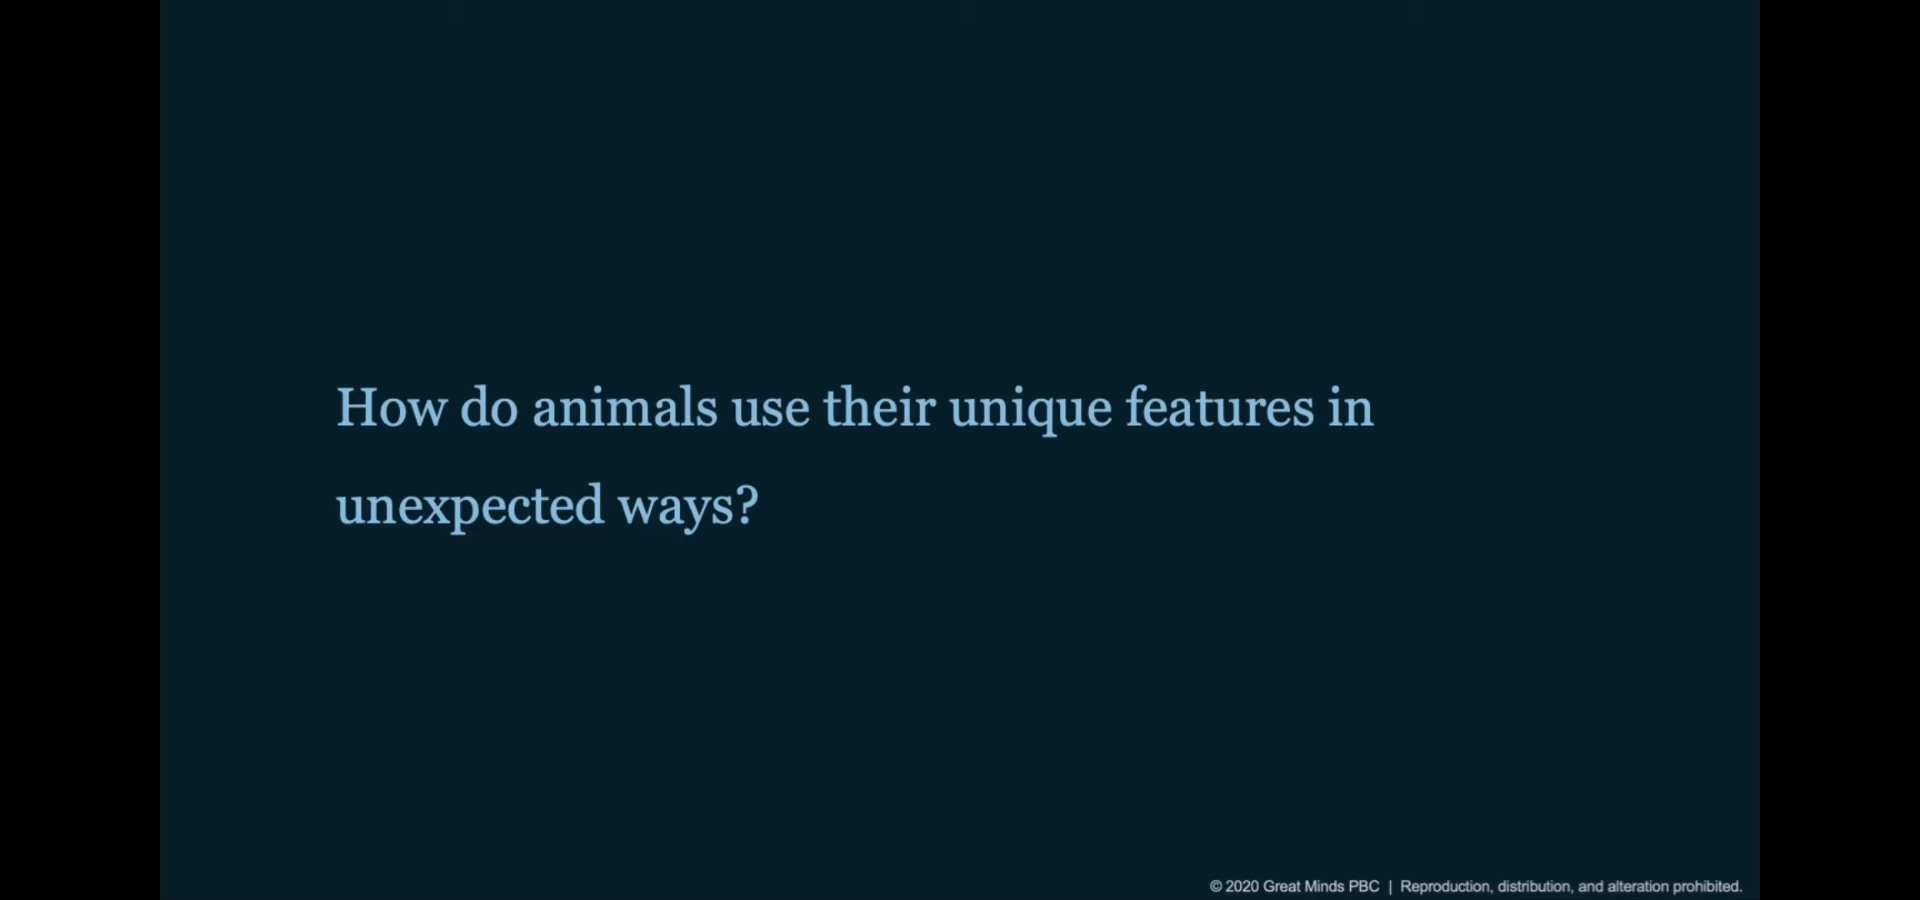 How do animals use their unique features in
unexpected ways?
© 2020 Great Minds PBC | Reproduction, distribution, and alteration prohibited.